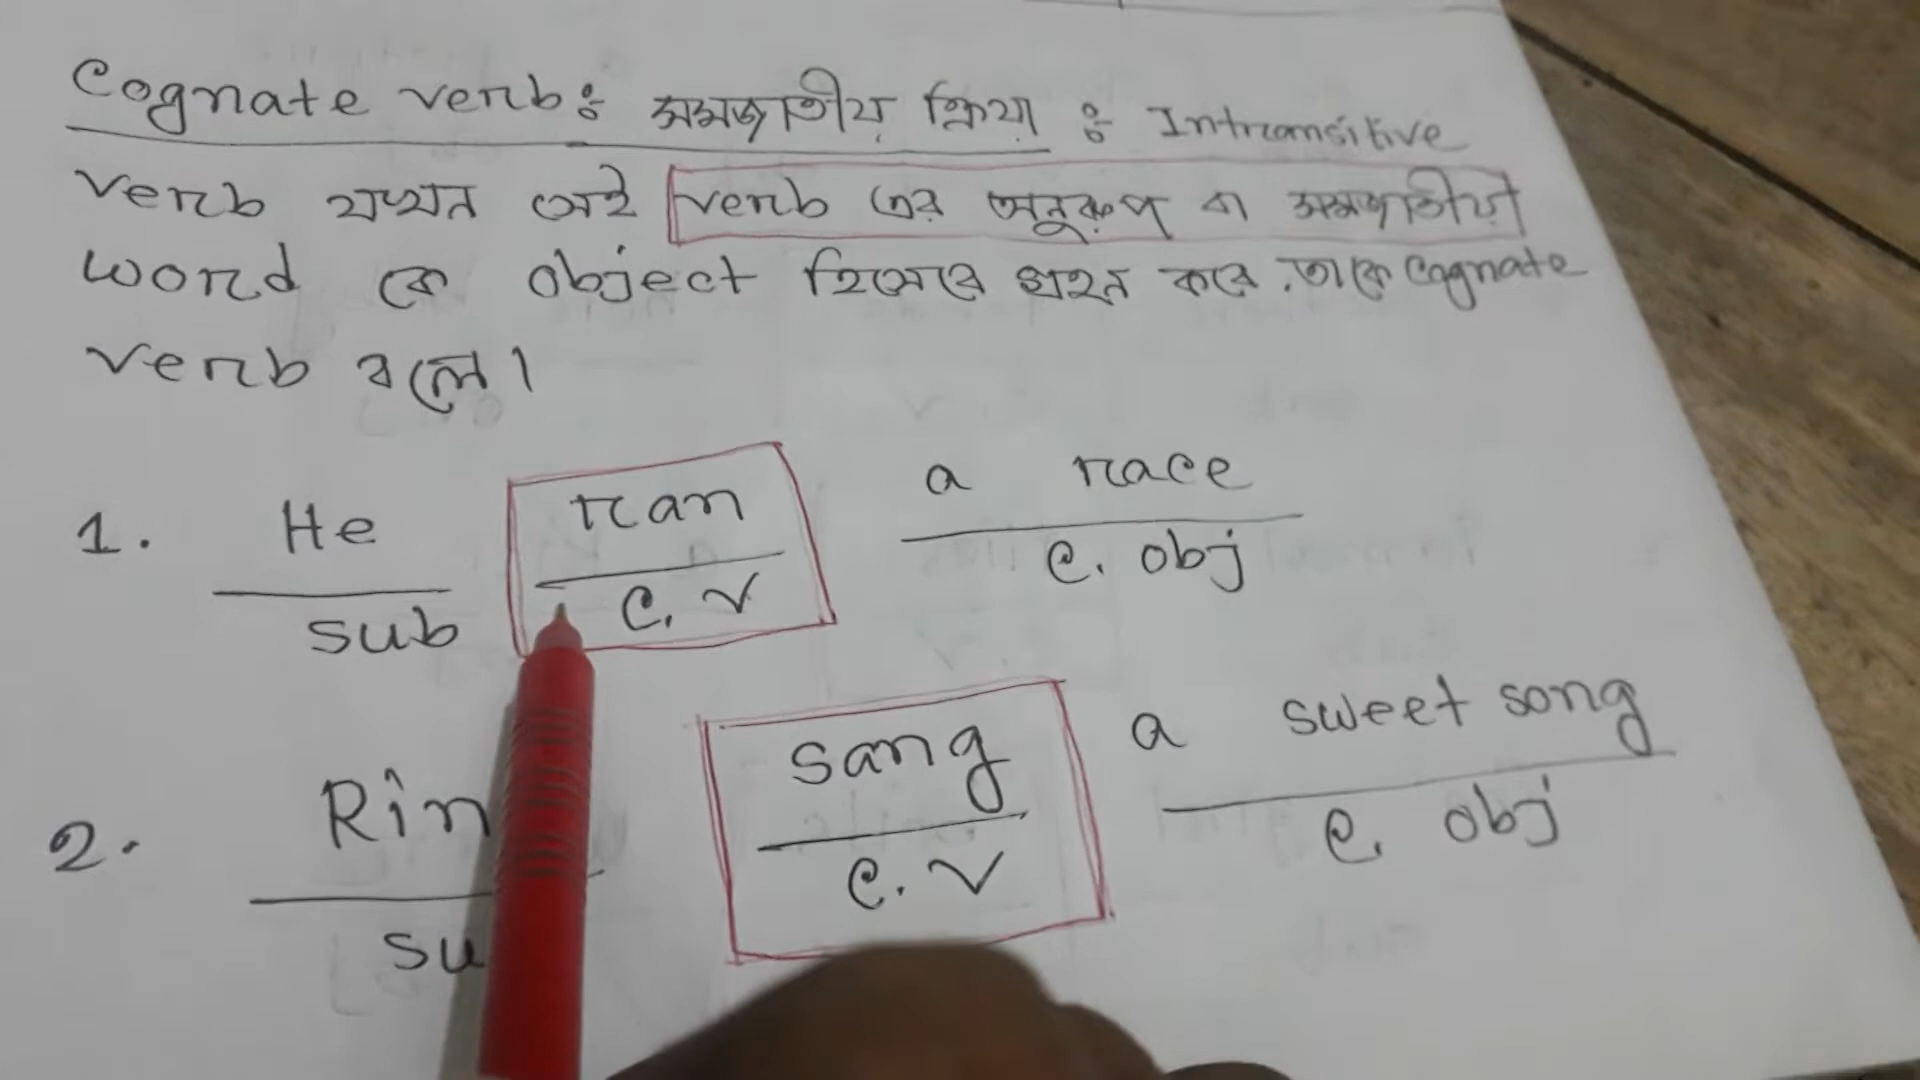 Cognate verb: সমজাতীয় ক্রিয়া : Intransitive
verb যখন ঐ verb এর অনুরূপ বা সমজাতীয়
word কে object হিসেবে গ্রহন করে, তাকে Cognate
verb বলে।
1. He ran a race
sub c. v c. obj
2. Rin sang a sweet song
su c. v c. obj